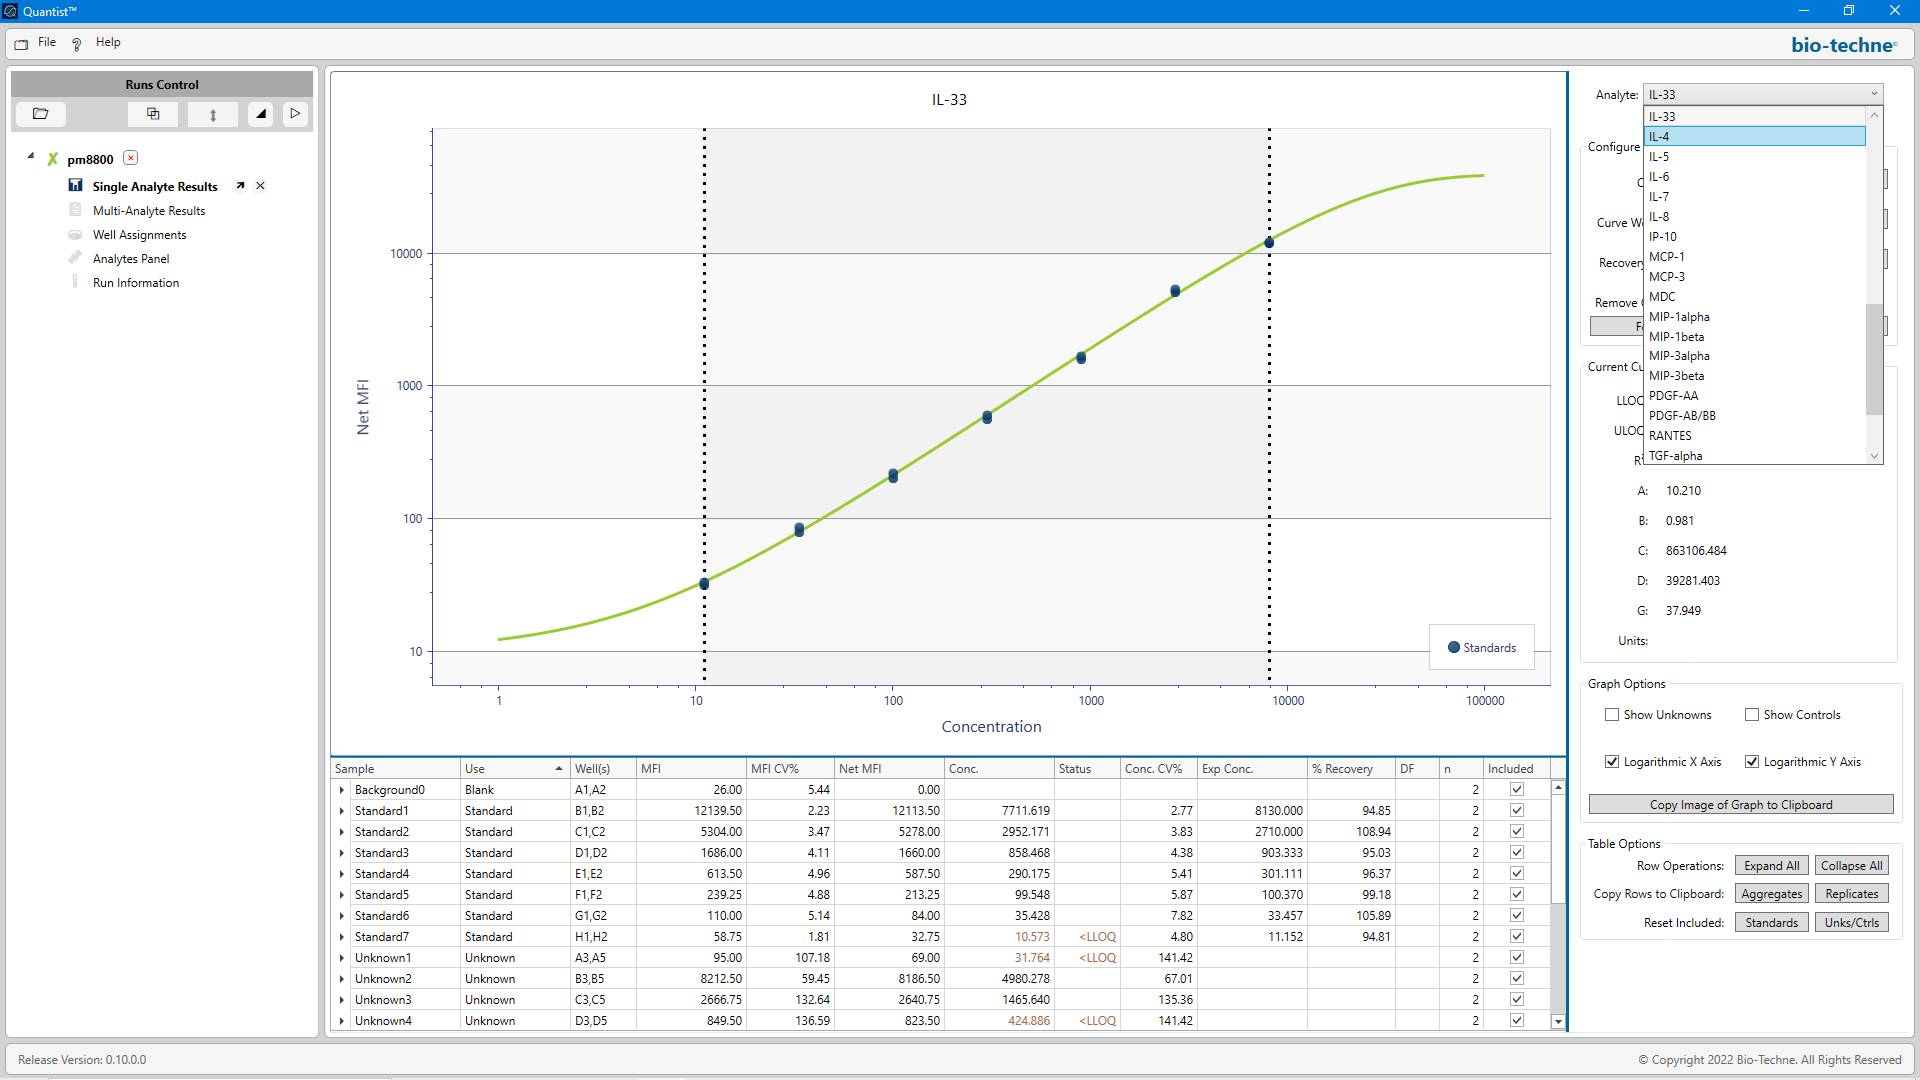 Quantist™
File
Help
bio-techne
Runs Control
pm8800
Single Analyte Results
Multi-Analyte Results
Well Assignments
Analytes Panel
Run Information
IL-33
Net MFI
10000
1000
100
10
1 10 100 1000 10000 100000
Concentration
Standards
Sample Use Well(s) MFI MFI CV% Net MFI Conc. Status Conc. CV% Exp Conc. % Recovery DF n Included
Background0 Blank A1,A2 26.00 5.44 0.00 2
Standard1 Standard B1,B2 12139.50 2.23 12113.50 7711.619 2.77 8130.000 94.85 2
Standard2 Standard C1,C2 5304.00 3.47 5278.00 2952.171 3.83 2710.000 108.94 2
Standard3 Standard D1,D2 1686.00 4.11 1660.00 858.468 4.38 903.333 95.03 2
Standard4 Standard E1,E2 613.50 4.96 587.50 290.175 5.41 301.111 96.37 2
Standard5 Standard F1,F2 239.25 4.88 213.25 99.548 5.87 100.370 99.18 2
Standard6 Standard G1,G2 110.00 5.14 84.00 35.428 7.82 33.457 105.89 2
Standard7 Standard H1,H2 58.75 1.81 32.75 10.573 <LLOQ 4.80 11.152 94.81 2
Unknown1 Unknown A3,A5 95.00 107.18 69.00 31.764 <LLOQ 141.42 2
Unknown2 Unknown B3,B5 8212.50 59.45 8186.50 4980.278 67.01 2
Unknown3 Unknown C3,C5 2666.75 132.64 2640.75 1465.640 135.36 2
Unknown4 Unknown D3,D5 849.50 136.59 823.50 424.886 <LLOQ 141.42 2
Analyte: IL-33
IL-33
IL-4
IL-5
IL-6
IL-7
IL-8
IP-10
MCP-1
MCP-3
MDC
MIP-1alpha
MIP-1beta
MIP-3alpha
MIP-3beta
PDGF-AA
PDGF-AB/BB
RANTES
TGF-alpha
Configure
Curve
Recovery
Remove
Current
A: 10.210
B: 0.981
C: 863106.484
D: 39281.403
G: 37.949
Units:
Graph Options
Show Unknowns
Show Controls
Logarithmic X Axis
Logarithmic Y Axis
Copy Image of Graph to Clipboard
Table Options
Row Operations: Expand All Collapse All
Copy Rows to Clipboard: Aggregates Replicates
Reset Included: Standards Unks/Ctrls
Release Version: 0.10.0.0
© Copyright 2022 Bio-Techne. All Rights Reserved